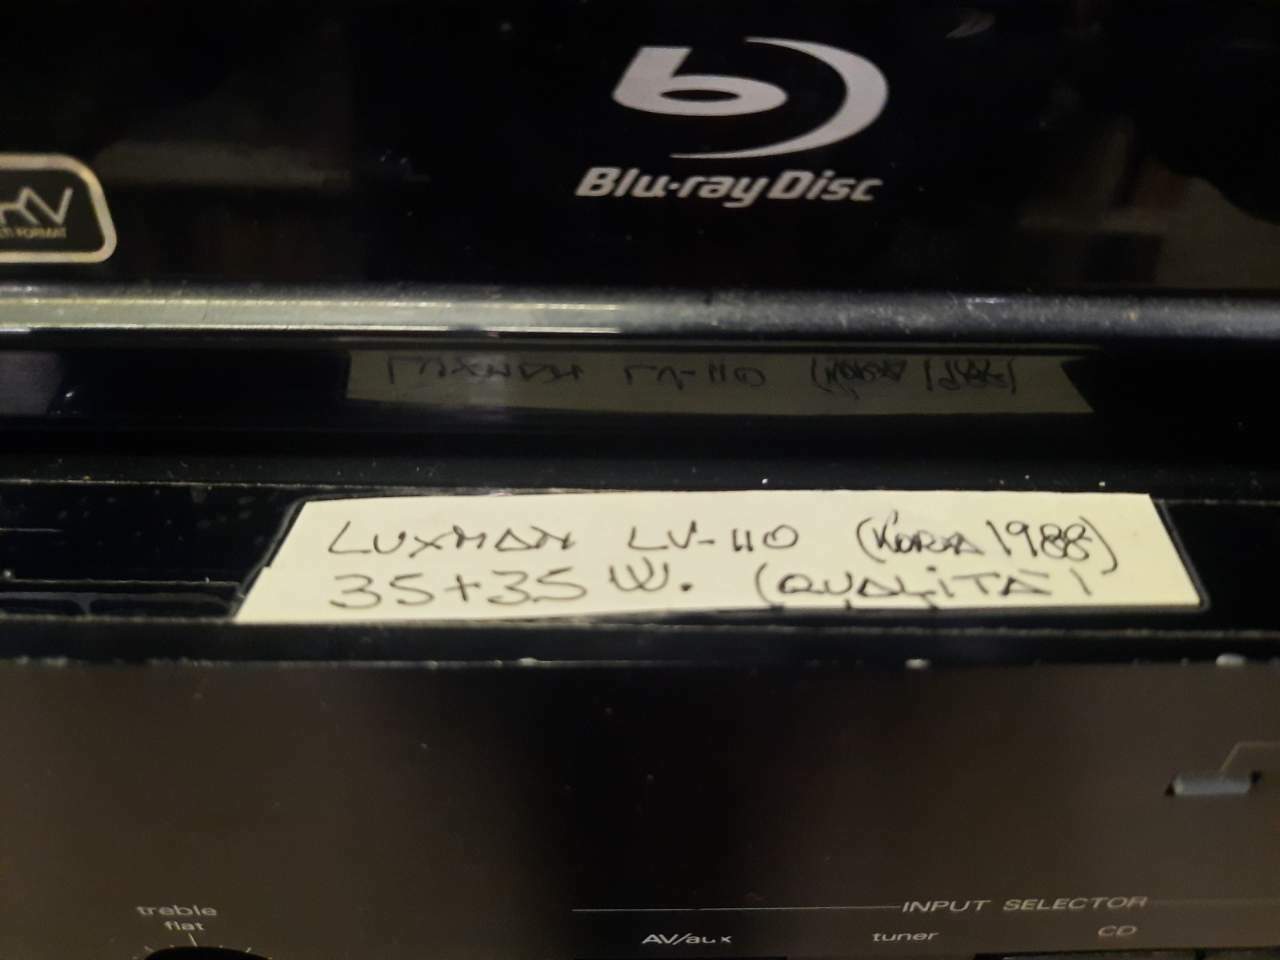 Blu-ray Disc
LUXMAN LV-110 (KOREA 1988)
35+35 W. (QUALITÀ)
treble
flat
INPUT SELECTOR
AV/aux
tuner
CD